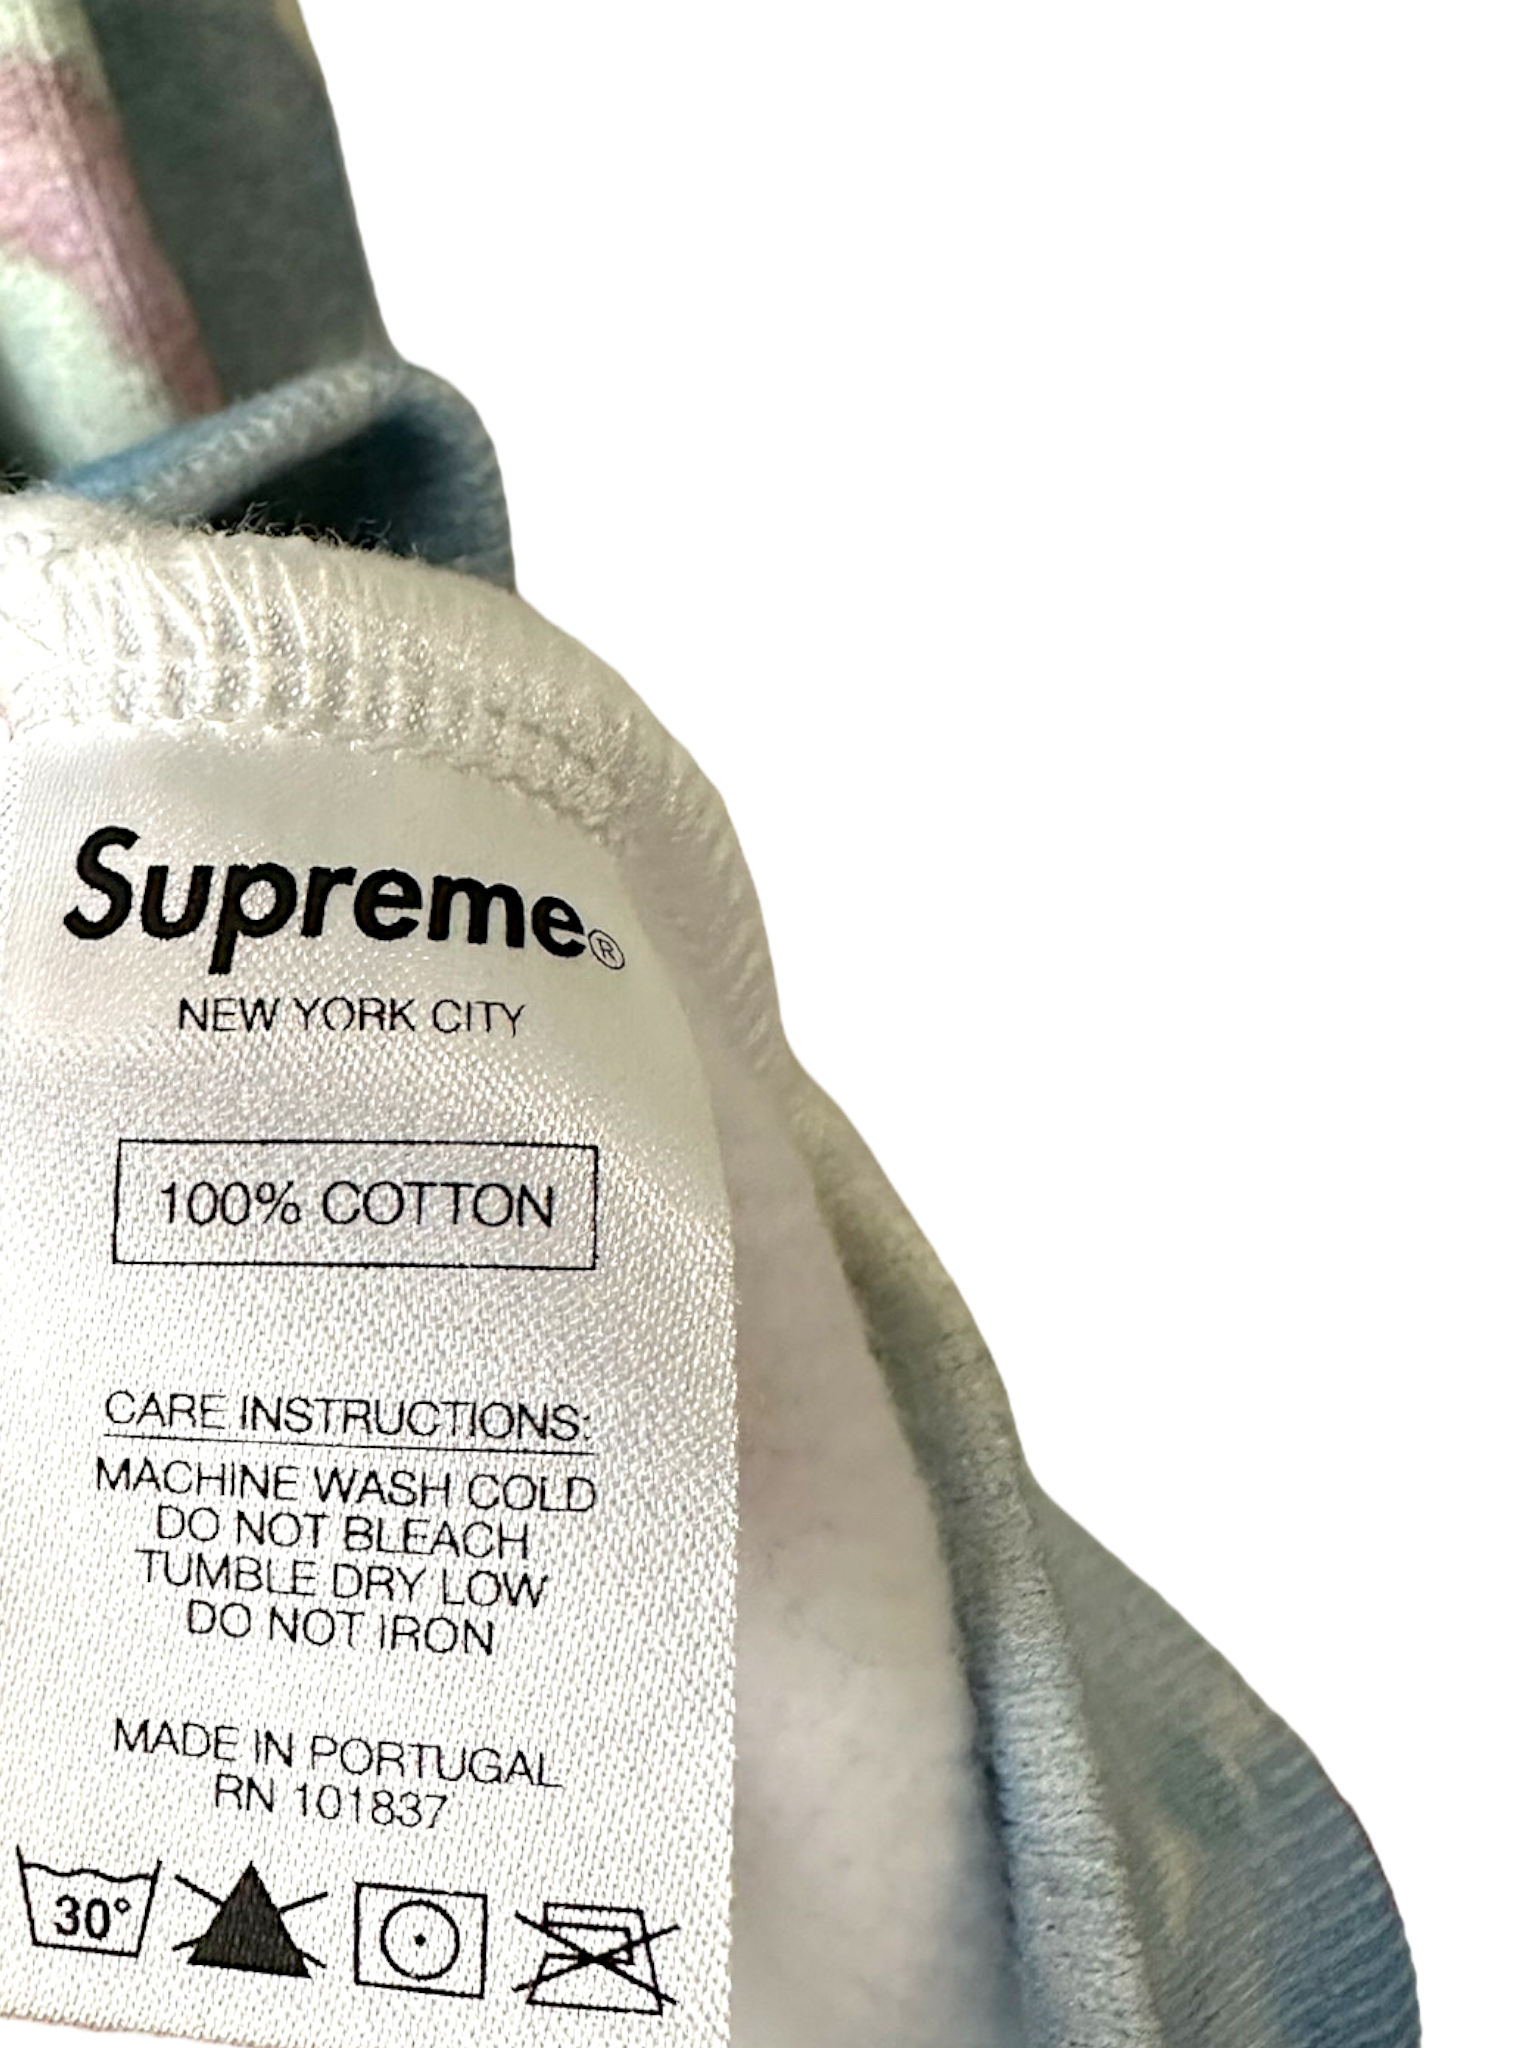 Supreme®
NEW YORK CITY
100% COTTON
CARE INSTRUCTIONS:
MACHINE WASH COLD
DO NOT BLEACH
TUMBLE DRY LOW
DO NOT IRON
MADE IN PORTUGAL
RN 101837
30°